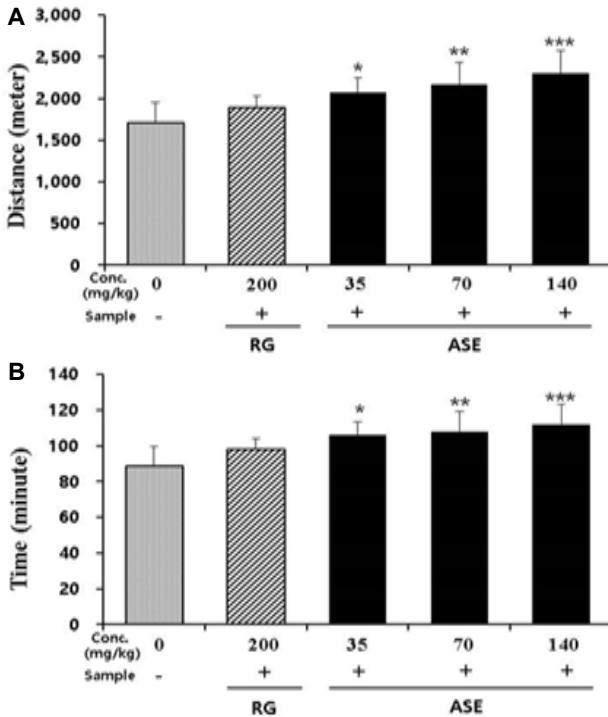 A
Distance (meter)
3,000
2,500
2,000
1,500
1,000
500
0
* ** ***
Conc. (mg/kg) 0 200 35 70 140
Sample - + + + +
RG ASE
B
Time (minute)
140
120
100
80
60
40
20
0
* ** ***
Conc. (mg/kg) 0 200 35 70 140
Sample - + + + +
RG ASE